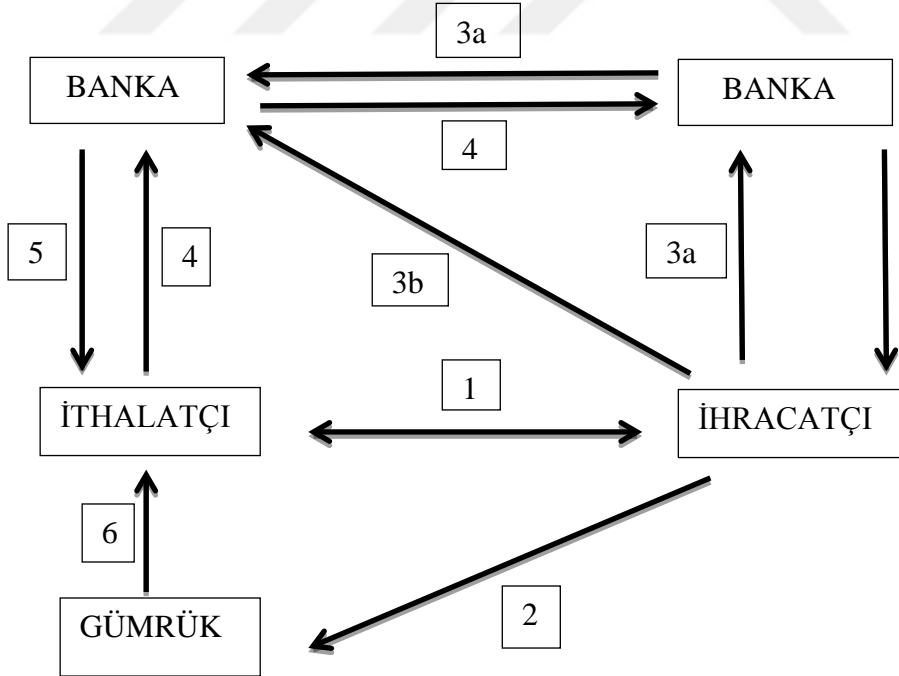 3a
BANKA
BANKA
4
5
4
3b
3a
1
İTHALATÇI
İHRACATÇI
6
2
GÜMRÜK